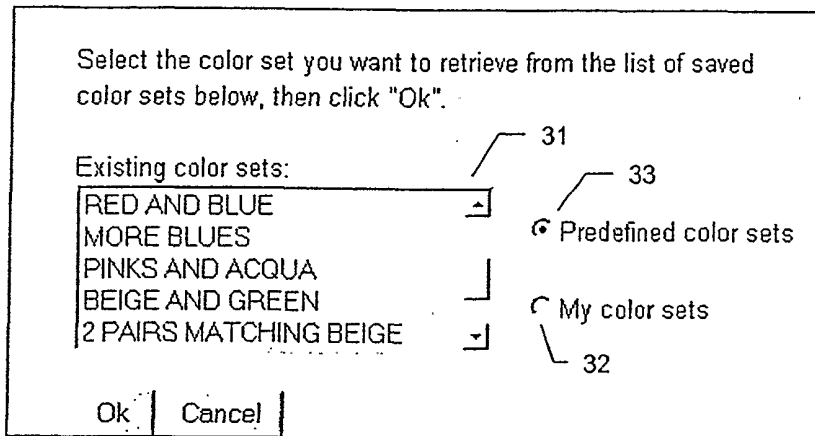 Select the color set you want to retrieve from the list of saved
color sets below, then click "Ok".
31
Existing color sets:
33
RED AND BLUE
Predefined color sets
MORE BLUES
PINKS AND ACQUA
BEIGE AND GREEN
My color sets
2 PAIRS MATCHING BEIGE
32
Ok
Cancel